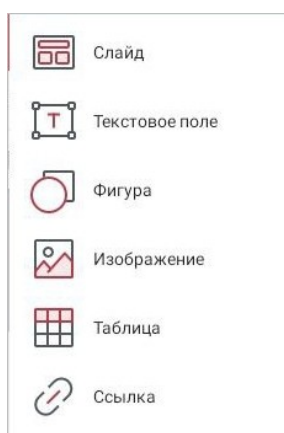 Слайд
Текстовое поле
Фигура
Изображение
Таблица
Ссылка